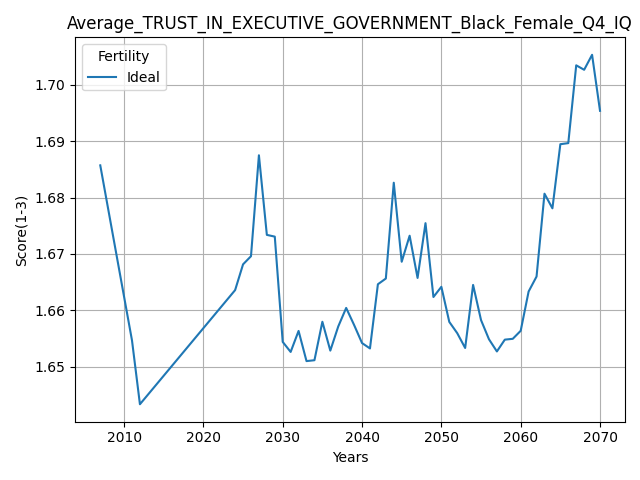 Average_TRUST_IN_EXECUTIVE_GOVERNMENT_Black_Female_Q4_IQ
Fertility
Ideal
1.70
1.69
1.68
1.67
1.66
1.65
Score(1-3)
2010 2020 2030 2040 2050 2060 2070
Years